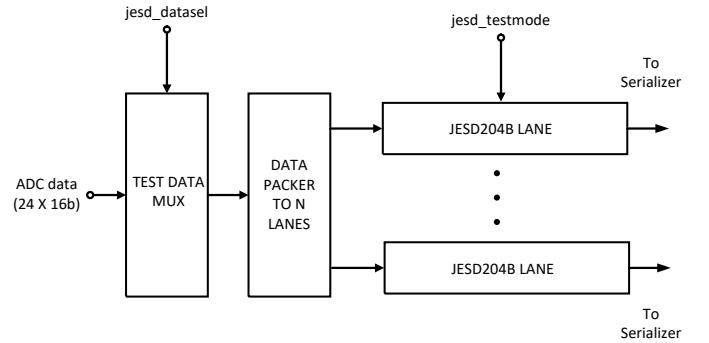 jesd_datasel
jesd_testmode
To
Serializer
JESD204B LANE
ADC data
(24 X 16b)
TEST DATA
MUX
DATA
PACKER
TO N
LANES
JESD204B LANE
To
Serializer